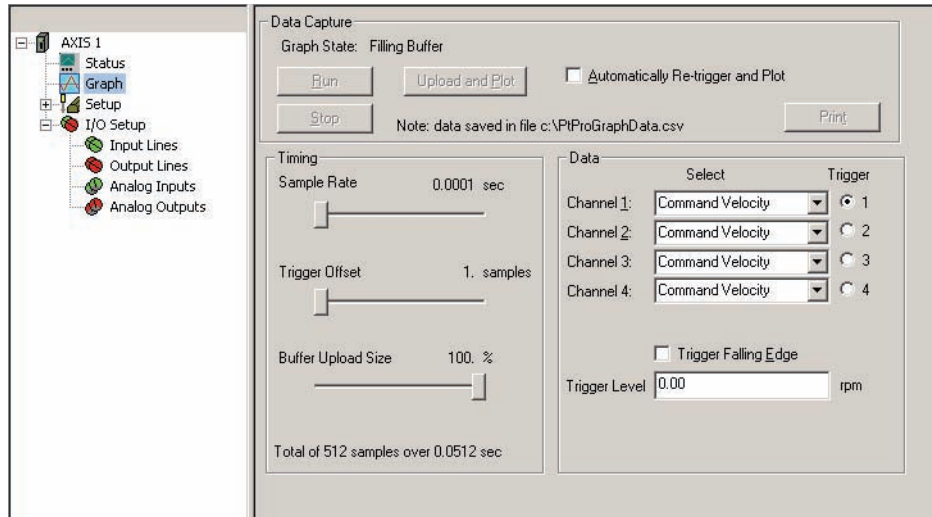 AXIS 1
Status
Graph
Setup
I/O Setup
Input Lines
Output Lines
Analog Inputs
Analog Outputs
Data Capture
Graph State: Filling Buffer
Run
Upload and Plot
Automatically Re-trigger and Plot
Stop
Note: data saved in file c:\PtProGraphData.csv
Print
Timing
Sample Rate 0.0001 sec
Trigger Offset 1. samples
Buffer Upload Size 100. %
Total of 512 samples over 0.0512 sec
Data
Select Trigger
Channel 1: Command Velocity 1
Channel 2: Command Velocity 2
Channel 3: Command Velocity 3
Channel 4: Command Velocity 4
Trigger Falling Edge
Trigger Level 0.00 rpm